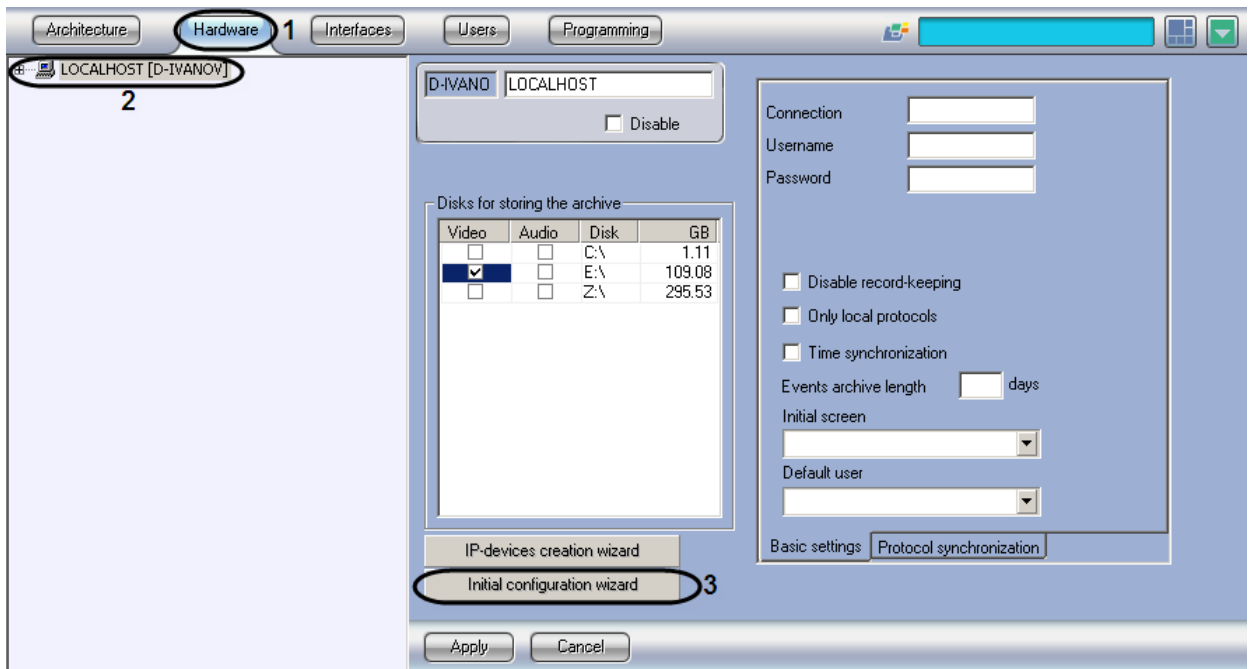 Architecture Hardware 1 Interfaces Users Programming
LOCALHOST [D-IVANOV]
2
D-IVANO LOCALHOST
Disable
Disks for storing the archive
Video Audio Disk GB
C:\ 1.11
E:\ 109.08
Z:\ 295.53
IP-devices creation wizard
Initial configuration wizard 3
Connection
Username
Password
Disable record-keeping
Only local protocols
Time synchronization
Events archive length days
Initial screen
Default user
Basic settings Protocol synchronization
Apply Cancel